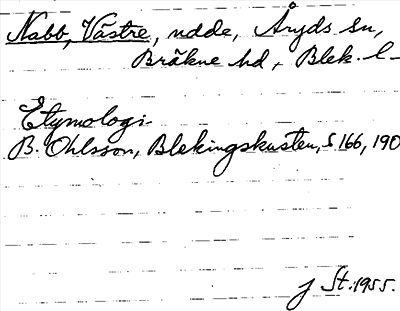 Nabb, Västre, udde, Åryds sn,
Bräkne hd, Blek. l.
Etymologi.
B. Ohlsson, Blekingskusten, s 166, 190
J St. 1955.